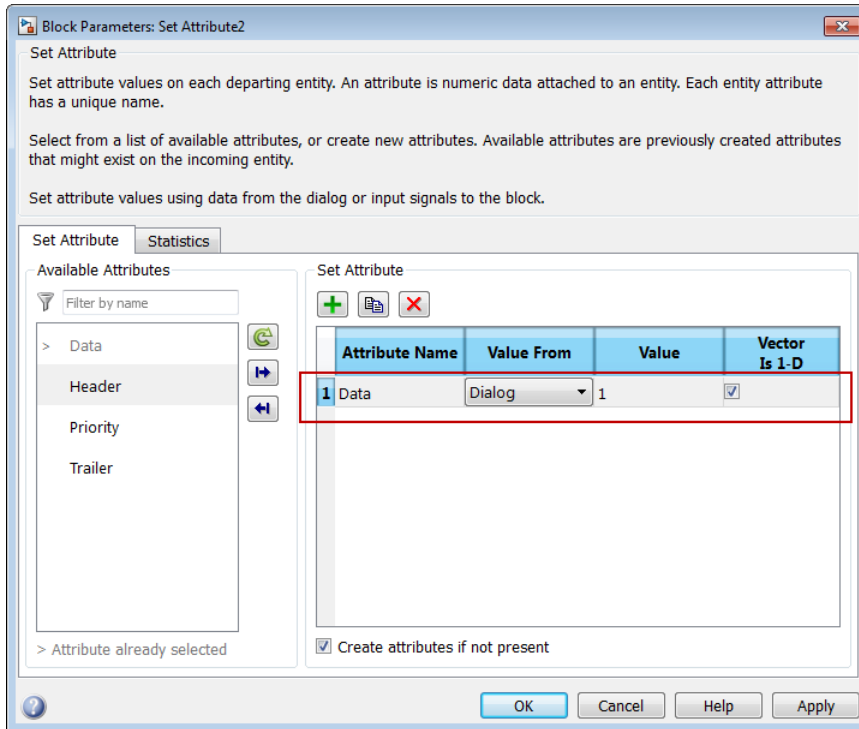 Block Parameters: Set Attribute2
Set Attribute
Set attribute values on each departing entity. An attribute is numeric data attached to an entity. Each entity attribute
has a unique name.
Select from a list of available attributes, or create new attributes. Available attributes are previously created attributes
that might exist on the incoming entity.
Set attribute values using data from the dialog or input signals to the block.
Set Attribute Statistics
Available Attributes
Filter by name
> Data
Header
Priority
Trailer
> Attribute already selected
Set Attribute
Attribute Name Value From Value Vector
Is 1-D
1 Data Dialog 1
Create attributes if not present
OK Cancel Help Apply